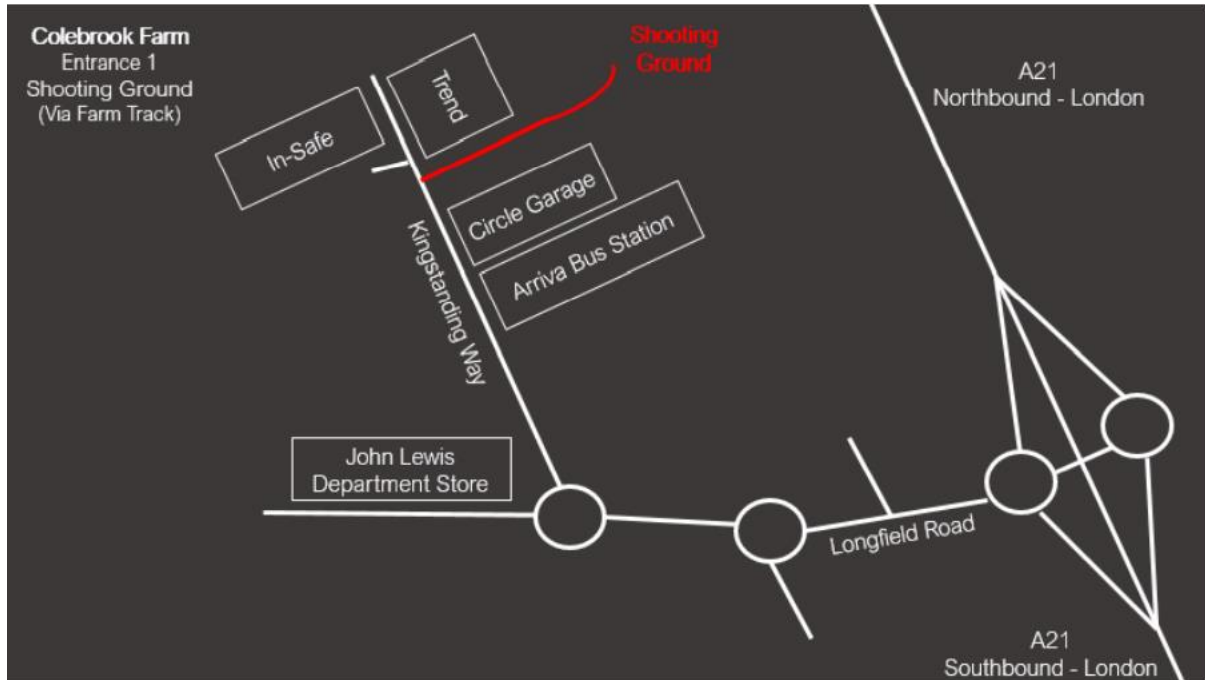 Colebrook Farm
Entrance 1
Shooting Ground
(Via Farm Track)
Shooting
Ground
A21
Northbound - London
Trend
In-Safe
Circle Garage
Arriva Bus Station
Kingstanding Way
John Lewis
Department Store
Longfield Road
A21
Southbound - London